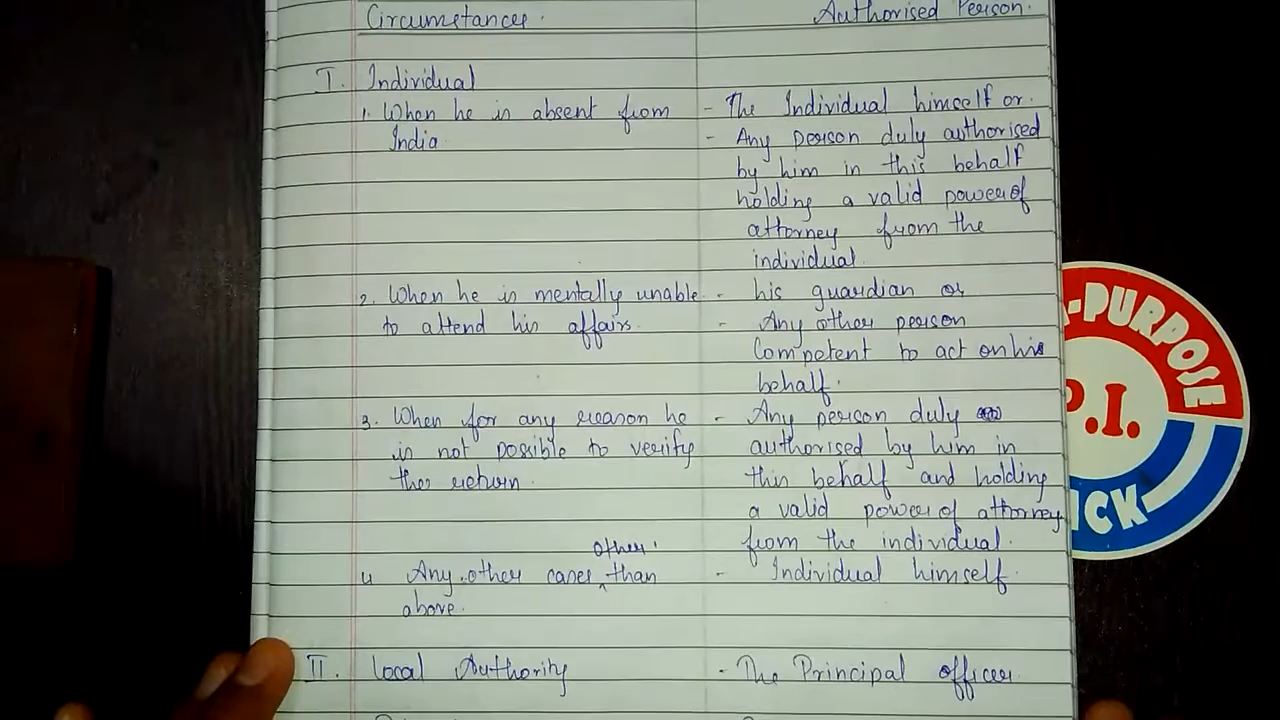 Circumstances. Authorised Person.
I. Individual
1. When he is absent from - The Individual himself or.
India. - Any person duly authorised
by him in this behalf
holding a valid power of
attorney from the
individual.
2. When he is mentally unable - his guardian or
to attend his affairs. - Any other person
Competent to act on his
behalf.
3. When for any reason he - Any person duly
is not possible to verify authorised by him in
the return. this behalf and holding
a valid power of attorney
from the individual.
other
4 Any other cases ^ than - Individual himself.
above.
II. Local Authority - The Principal officer
-PURPOSE
P.I.
ICK